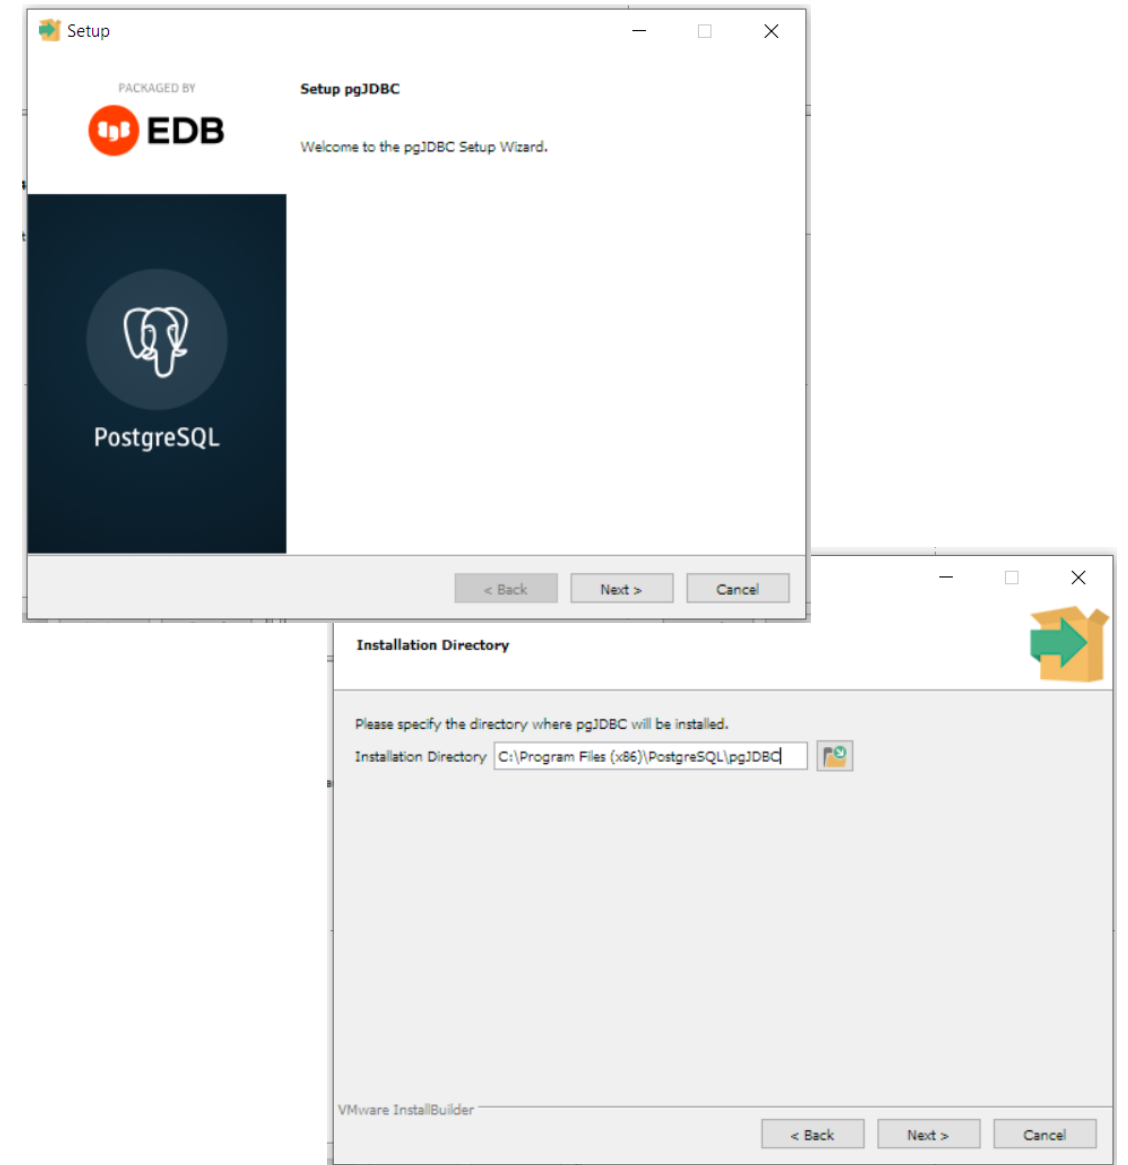 Setup
PACKAGED BY
EDB
Setup pgJDBC
Welcome to the pgJDBC Setup Wizard.
PostgreSQL
< Back
Next >
Cancel
Installation Directory
Please specify the directory where pgJDBC will be installed.
Installation Directory C:\Program Files (x86)\PostgreSQL\pgJDBC
VMware InstallBuilder
< Back
Next >
Cancel